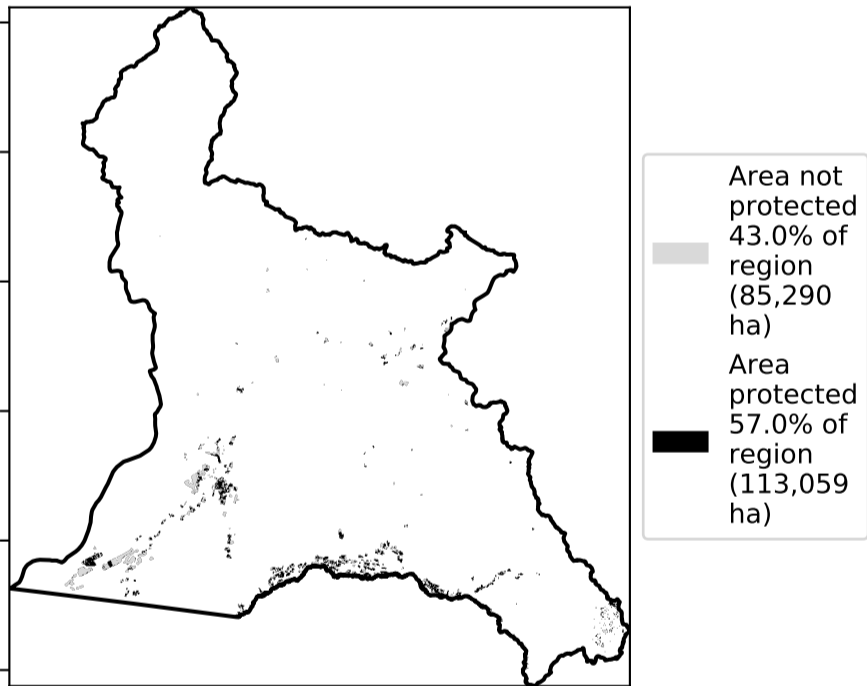 Area not
protected
43.0% of
region
(85,290
ha)
Area
protected
57.0% of
region
(113,059
ha)